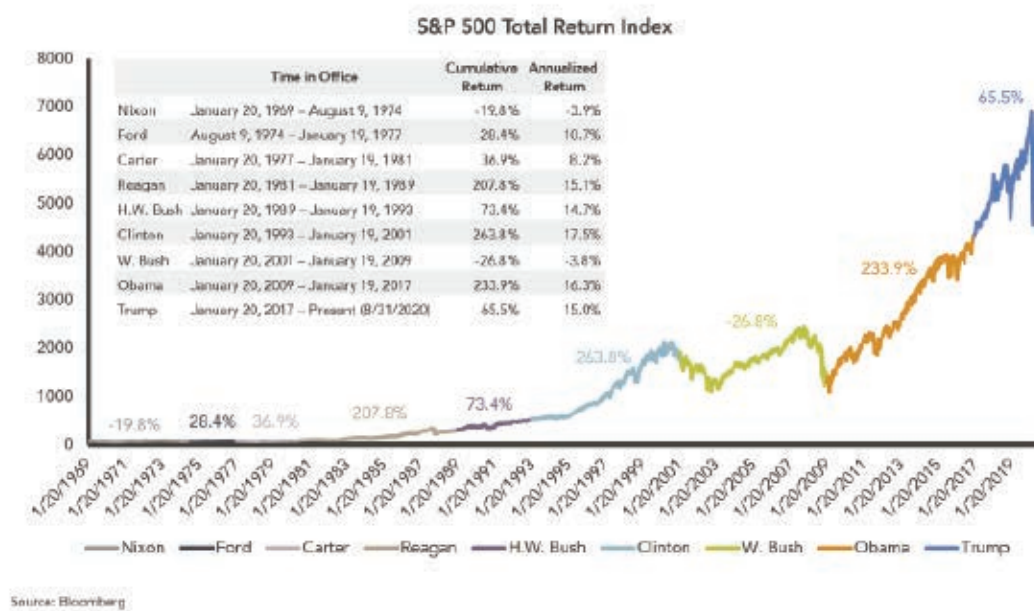 S&P 500 Total Return Index
8000
7000
6000
5000
4000
3000
2000
1000
0
Time in Office Cumulative Return Annualized Return
Nixon January 20, 1969 – August 9, 1974 -19.8% -3.9%
Ford August 9, 1974 – January 19, 1977 28.4% 10.7%
Carter January 20, 1977 – January 19, 1981 36.9% 8.2%
Reagan January 20, 1981 – January 19, 1989 207.8% 15.1%
H.W. Bush January 20, 1989 – January 19, 1993 73.4% 14.7%
Clinton January 20, 1993 – January 19, 2001 263.8% 17.5%
W. Bush January 20, 2001 – January 19, 2009 -26.8% -3.8%
Obama January 20, 2009 – January 19, 2017 233.9% 16.3%
Trump January 20, 2017 – Present (8/31/2020) 65.5% 15.0%
65.5%
233.9%
-26.8%
263.8%
207.8%
73.4%
-19.8% 28.4% 36.9%
1/20/1969
1/20/1971
1/20/1973
1/20/1975
1/20/1977
1/20/1979
1/20/1981
1/20/1983
1/20/1985
1/20/1987
1/20/1989
1/20/1991
1/20/1993
1/20/1995
1/20/1997
1/20/1999
1/20/2001
1/20/2003
1/20/2005
1/20/2007
1/20/2009
1/20/2011
1/20/2013
1/20/2015
1/20/2017
1/20/2019
Nixon Ford Carter Reagan H.W. Bush Clinton W. Bush Obama Trump
Source: Bloomberg